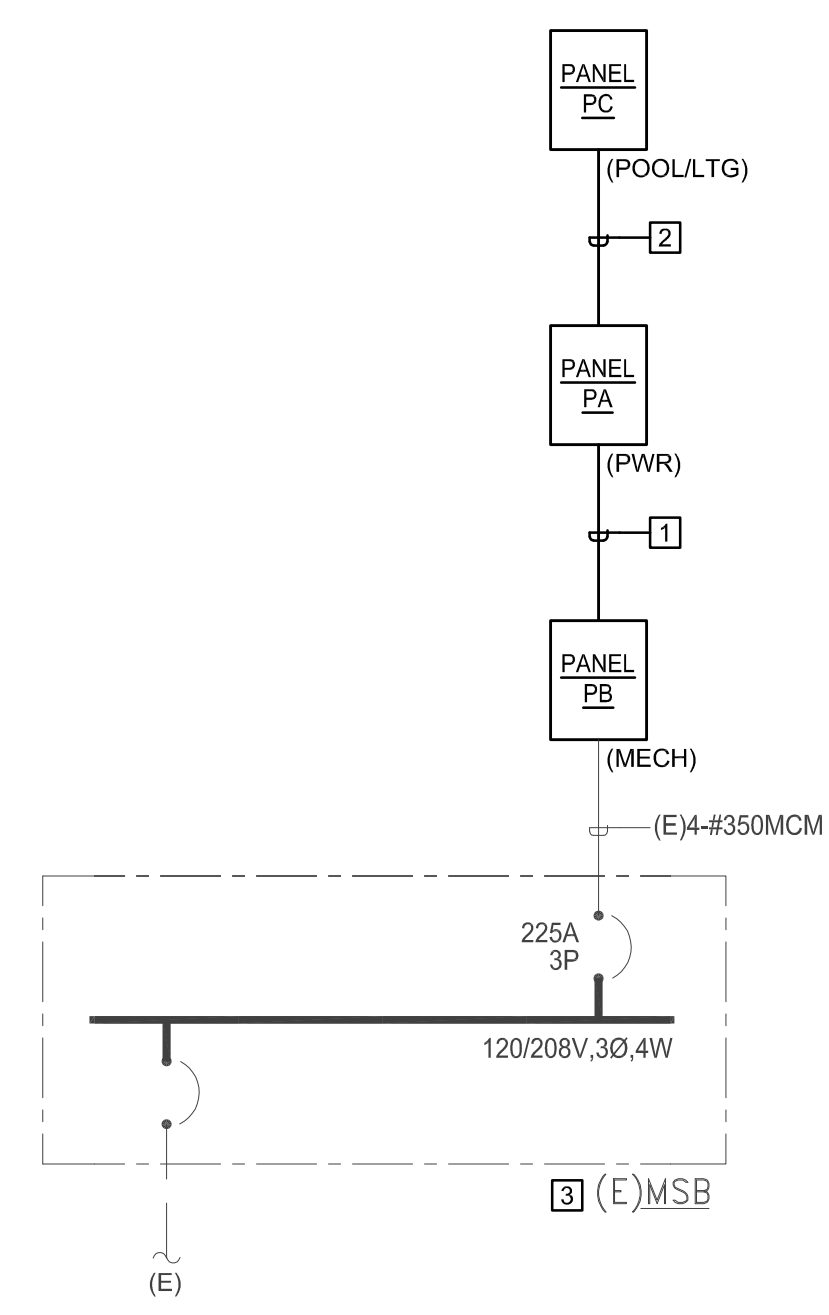 PANEL
PC
(POOL/LTG)
2
PANEL
PA
(PWR)
1
PANEL
PB
(MECH)
(E)4-#350MCM
225A
3P
120/208V,3Ø,4W
3 (E)MSB
(E)